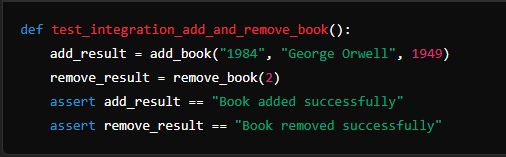 def test_integration_add_and_remove_book():
    add_result = add_book("1984", "George Orwell", 1949)
    remove_result = remove_book(2)
    assert add_result == "Book added successfully"
    assert remove_result == "Book removed successfully"